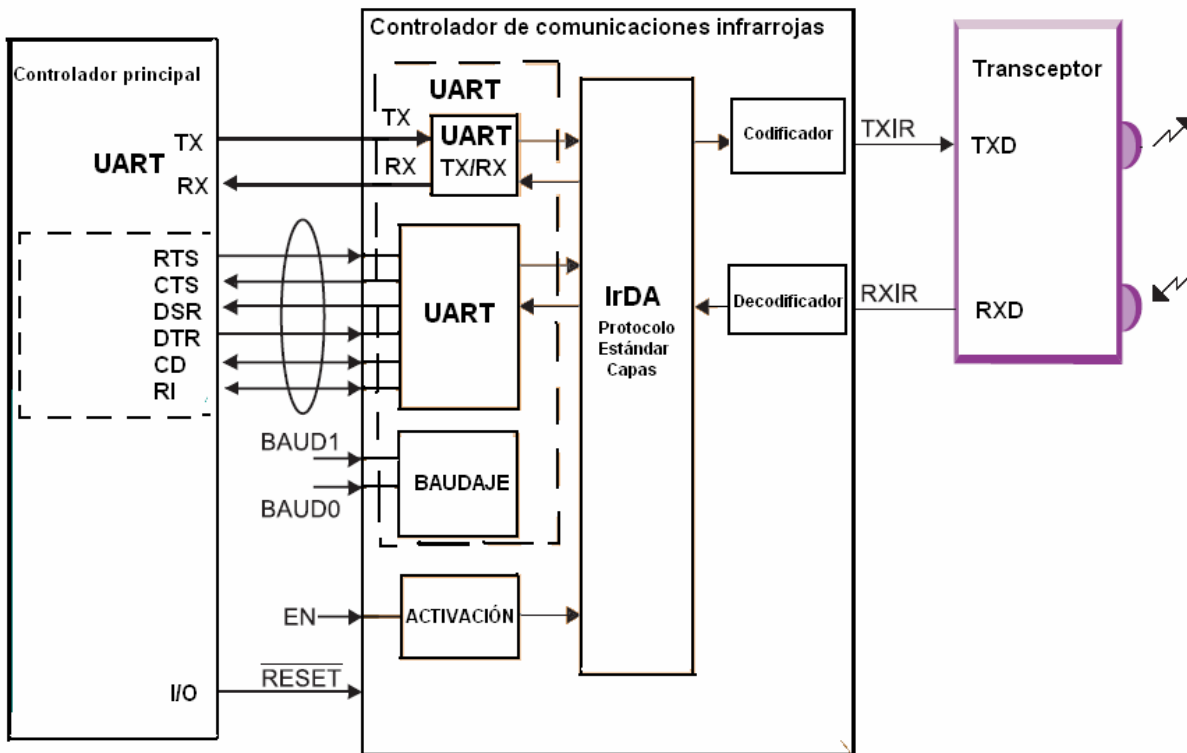 Controlador principal
UART
TX
RX
RTS
CTS
DSR
DTR
CD
RI
I/O
BAUD1
BAUD0
EN
RESET
Controlador de comunicaciones infrarrojas
UART
TX
RX
UART
TX/RX
UART
BAUDAJE
ACTIVACIÓN
IrDA
Protocolo
Estándar
Capas
Codificador
Decodificador
TXIR
RXIR
Transceptor
TXD
RXD